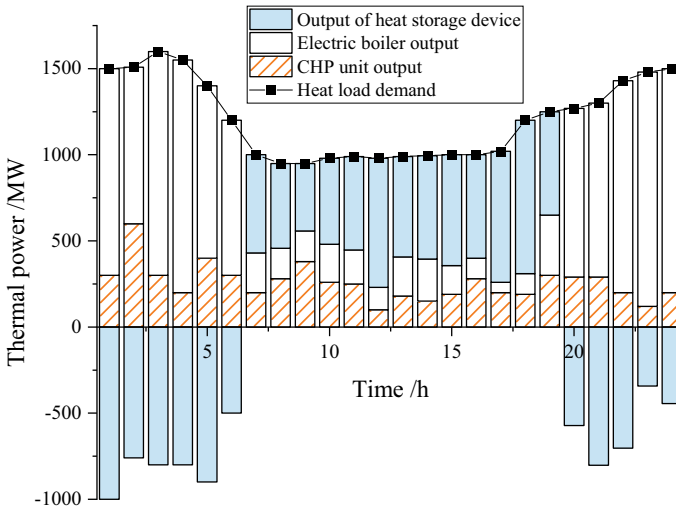 Output of heat storage device
Electric boiler output
CHP unit output
Heat load demand
Thermal power /MW
1500
1000
500
0
-500
-1000
5
10
15
20
Time /h